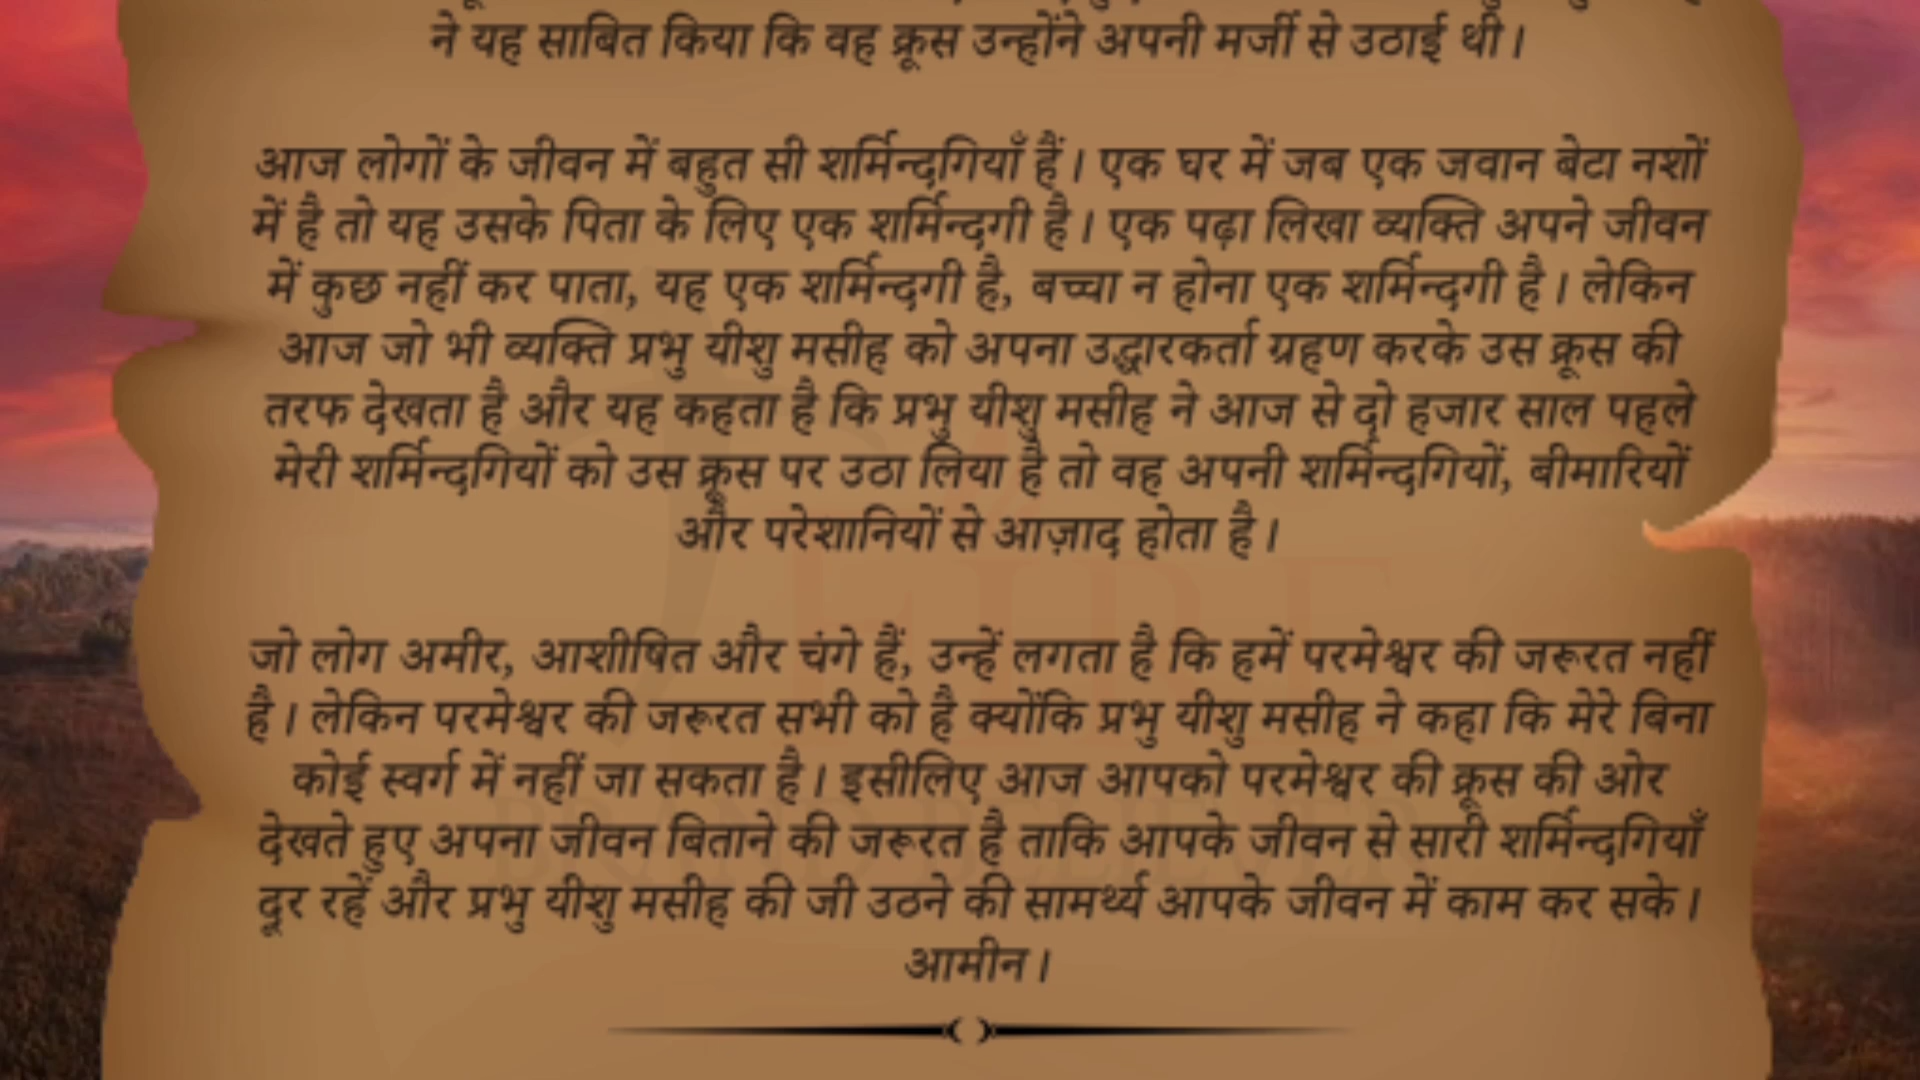 ने यह साबित किया कि वह क्रूस उन्होंने अपनी मर्जी से उठाई थी।
आज लोगों के जीवन में बहुत सी शर्मिन्दगियाँ हैं। एक घर में जब एक जवान बेटा नशों
में है तो यह उसके पिता के लिए एक शर्मिन्दगी है। एक पढ़ा लिखा व्यक्ति अपने जीवन
में कुछ नहीं कर पाता, यह एक शर्मिन्दगी है, बच्चा न होना एक शर्मिन्दगी है। लेकिन
आज जो भी व्यक्ति प्रभु यीशु मसीह को अपना उद्धारकर्ता ग्रहण करके उस क्रूस की
तरफ देखता है और यह कहता है कि प्रभु यीशु मसीह ने आज से दो हजार साल पहले
मेरी शर्मिन्दगियों को उस क्रूस पर उठा लिया है तो वह अपनी शर्मिन्दगियों, बीमारियों
और परेशानियों से आज़ाद होता है।
जो लोग अमीर, आशीषित और चंगे हैं, उन्हें लगता है कि हमें परमेश्वर की जरूरत नहीं
है। लेकिन परमेश्वर की जरूरत सभी को है क्योंकि प्रभु यीशु मसीह ने कहा कि मेरे बिना
कोई स्वर्ग में नहीं जा सकता है। इसीलिए आज आपको परमेश्वर की क्रूस की ओर
देखते हुए अपना जीवन बिताने की जरूरत है ताकि आपके जीवन से सारी शर्मिन्दगियाँ
दूर रहें और प्रभु यीशु मसीह की जी उठने की सामर्थ्य आपके जीवन में काम कर सके।
आमीन।